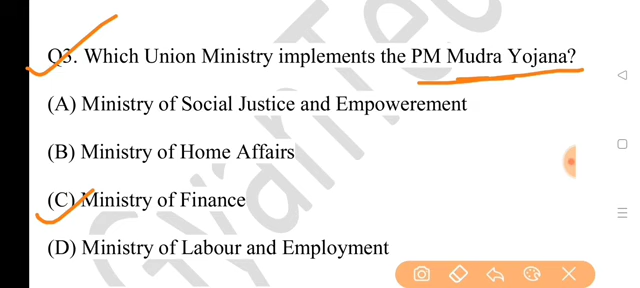 Q3. Which Union Ministry implements the PM Mudra Yojana?
(A) Ministry of Social Justice and Empowerement
(B) Ministry of Home Affairs
(C) Ministry of Finance
(D) Ministry of Labour and Employment